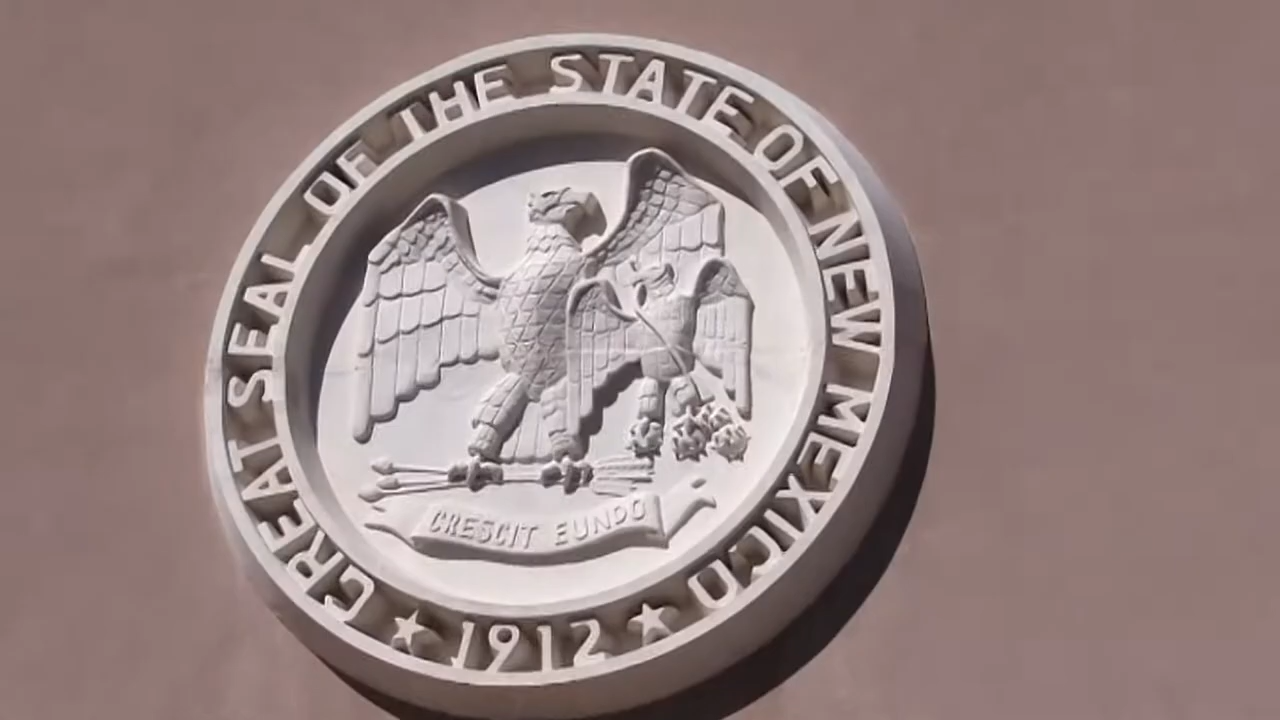 GREAT SEAL OF THE STATE OF NEW MEXICO
CRESCIT EUNDO
1912